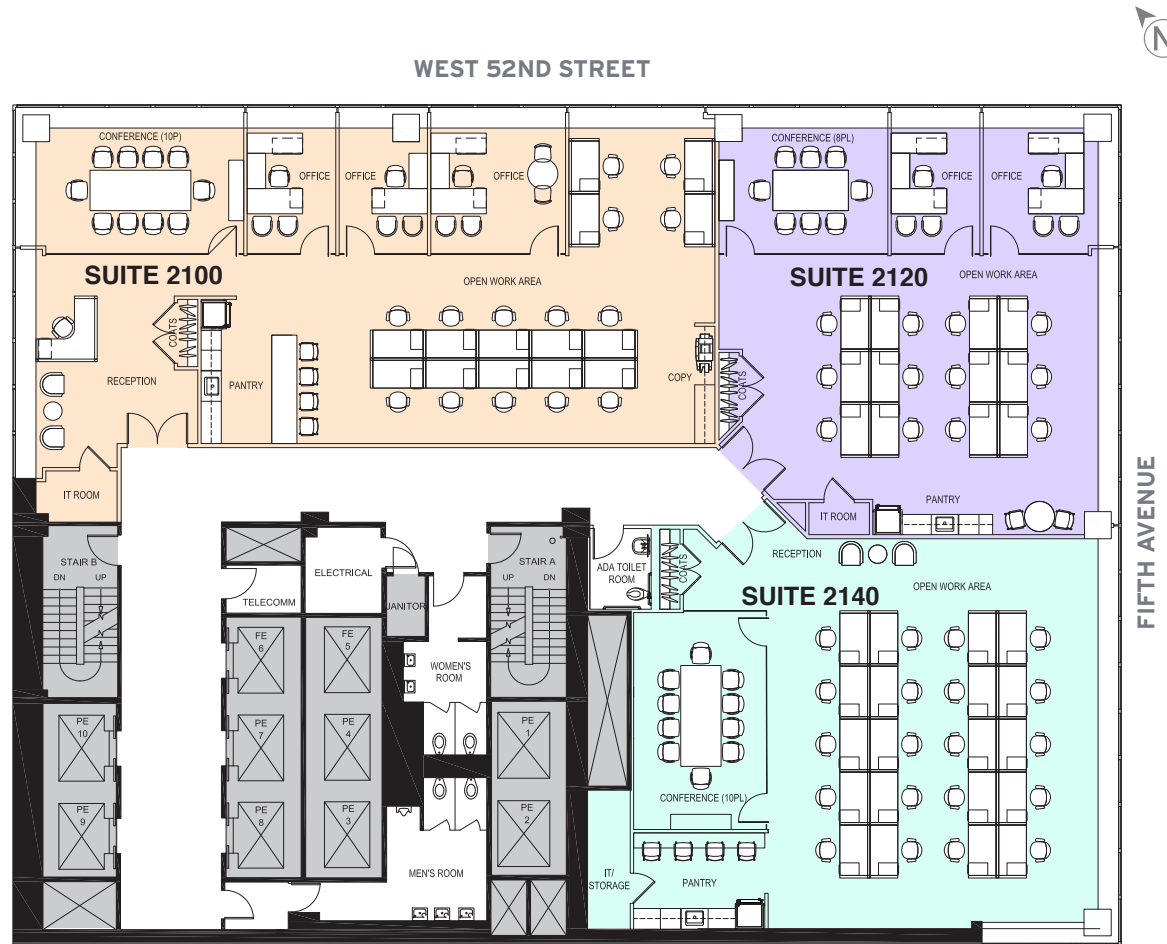 N
WEST 52ND STREET
CONFERENCE (10P)
OFFICE
OFFICE
OFFICE
CONFERENCE (8PL)
OFFICE
OFFICE
SUITE 2100
OPEN WORK AREA
SUITE 2120
OPEN WORK AREA
COATS
RECEPTION
PANTRY
COPY
COATS
IT ROOM
PANTRY
IT ROOM
FIFTH AVENUE
STAIR B
DN UP
ELECTRICAL
TELECOMM
JANITOR
STAIR A
UP DN
ADA TOILET
ROOM
COATS
RECEPTION
OPEN WORK AREA
SUITE 2140
FE
6
FE
5
WOMEN'S
ROOM
PE
10
PE
7
PE
4
PE
1
PE
9
PE
8
PE
3
PE
2
CONFERENCE (10PL)
MEN'S ROOM
IT/
STORAGE
PANTRY